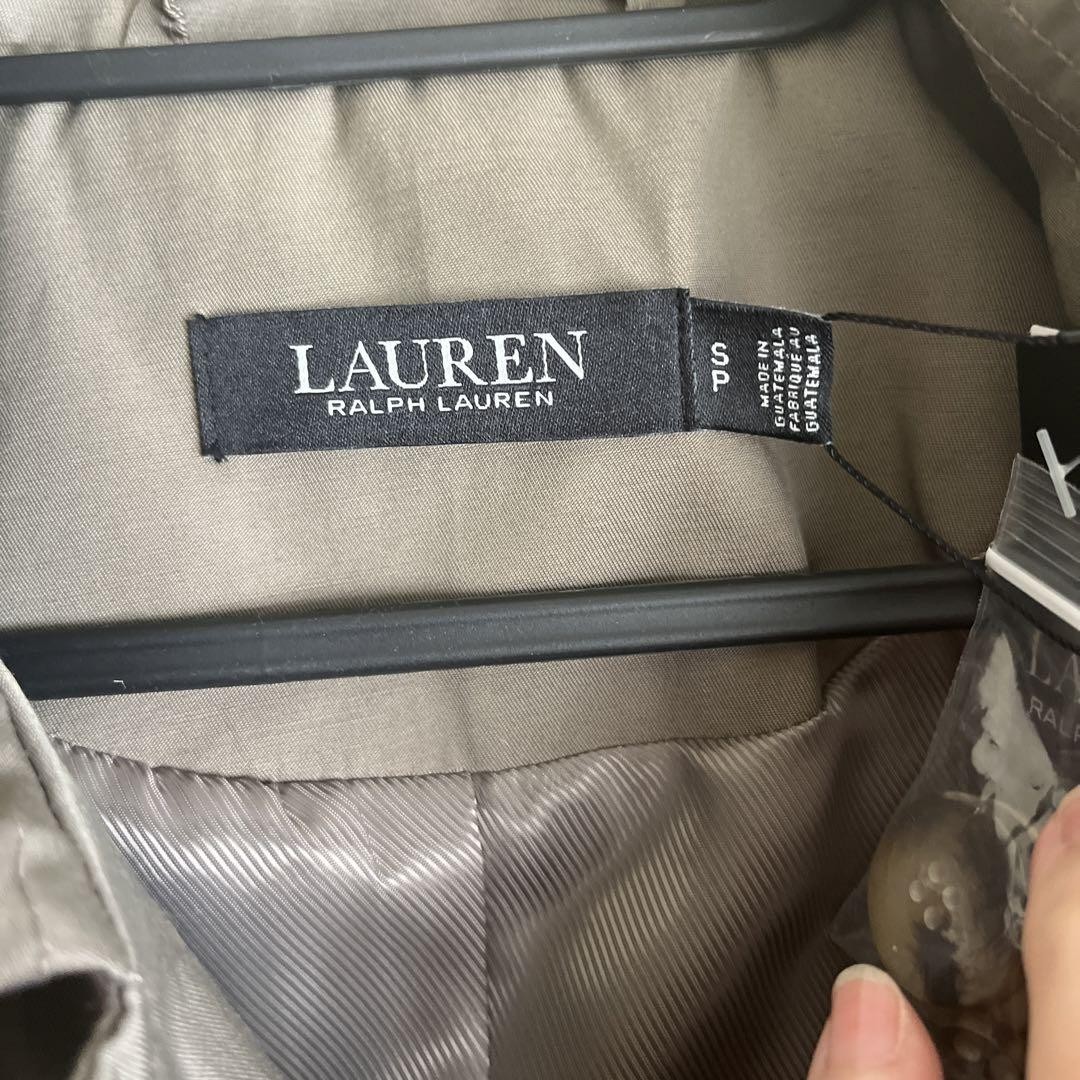 LAUREN
RALPH LAUREN
S
P
MADE IN
GUATEMALA
FABRIQUE AU
GUATEMALA